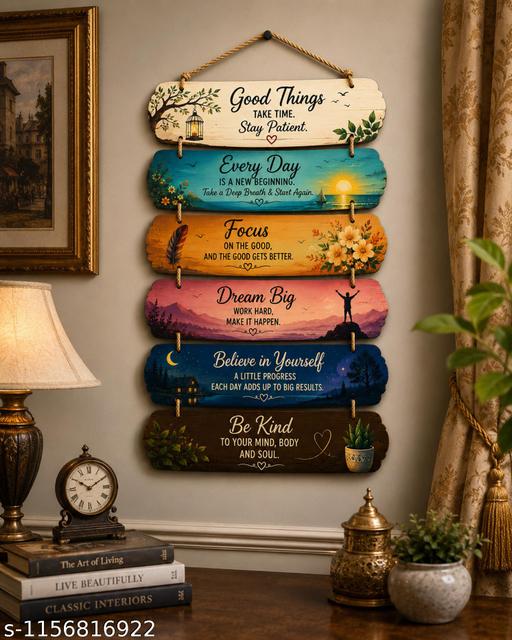 Good Things
TAKE TIME.
Stay Patient.
Every Day
IS A NEW BEGINNING.
Take a Deep Breath & Start Again.
Focus
ON THE GOOD,
AND THE GOOD GETS BETTER.
Dream Big
WORK HARD,
MAKE IT HAPPEN.
Believe in Yourself
A LITTLE PROGRESS
EACH DAY ADDS UP TO BIG RESULTS.
Be Kind
TO YOUR MIND, BODY
AND SOUL.
The Art of Living
LIVE BEAUTIFULLY
CLASSIC INTERIORS
s-1156816922